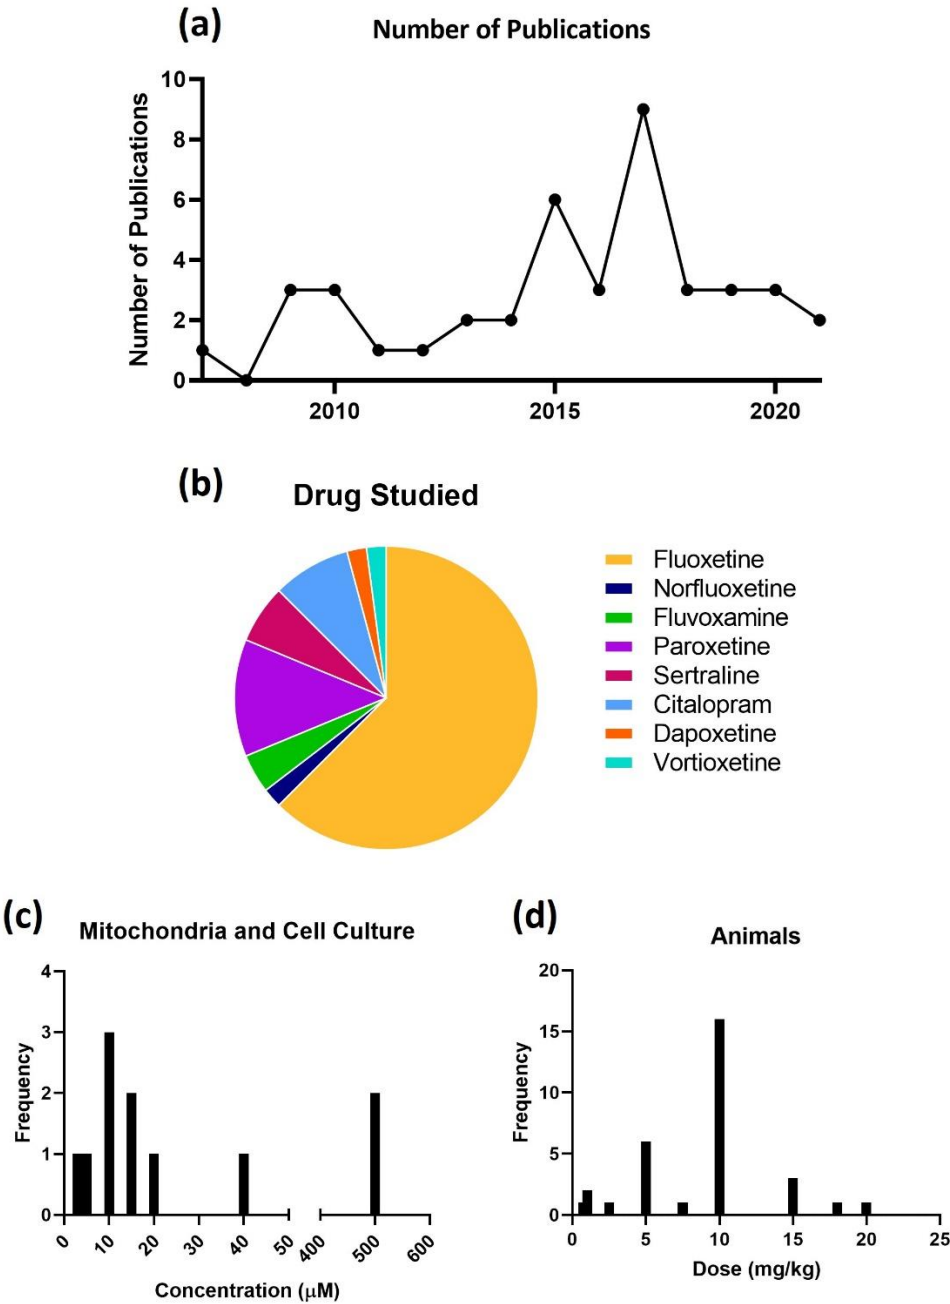 (a)
Number of Publications
Number of Publications
10
8
6
4
2
0
2010
2015
2020
(b)
Drug Studied
Fluoxetine
Norfluoxetine
Fluvoxamine
Paroxetine
Sertraline
Citalopram
Dapoxetine
Vortioxetine
(c)
Mitochondria and Cell Culture
Frequency
4
3
2
1
0
0
10
20
30
40
50
400
500
600
Concentration (μM)
(d)
Animals
Frequency
20
15
10
5
0
0
5
10
15
20
25
Dose (mg/kg)